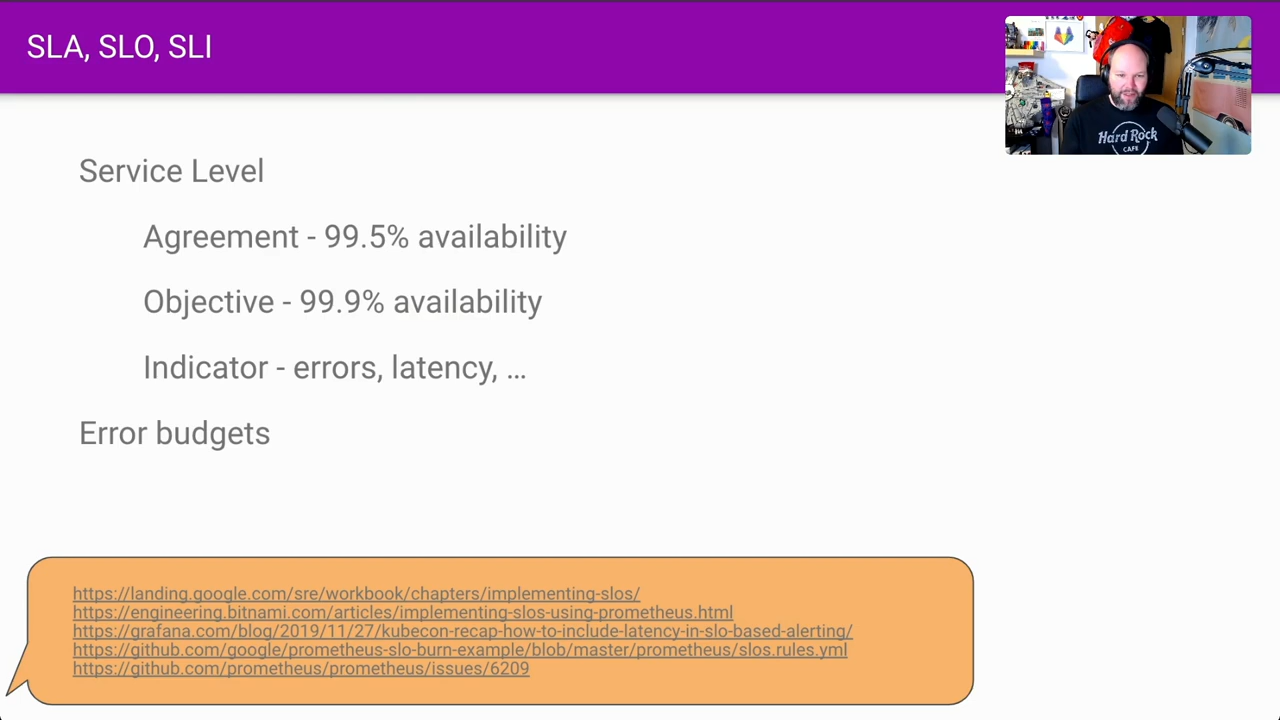 SLA, SLO, SLI
Hard Rock
CAFE
Service Level
Agreement - 99.5% availability
Objective - 99.9% availability
Indicator - errors, latency, ...
Error budgets
https://landing.google.com/sre/workbook/chapters/implementing-slos/
https://engineering.bitnami.com/articles/implementing-slos-using-prometheus.html
https://grafana.com/blog/2019/11/27/kubecon-recap-how-to-include-latency-in-slo-based-alerting/
https://github.com/google/prometheus-slo-burn-example/blob/master/prometheus/slos.rules.yml
https://github.com/prometheus/prometheus/issues/6209